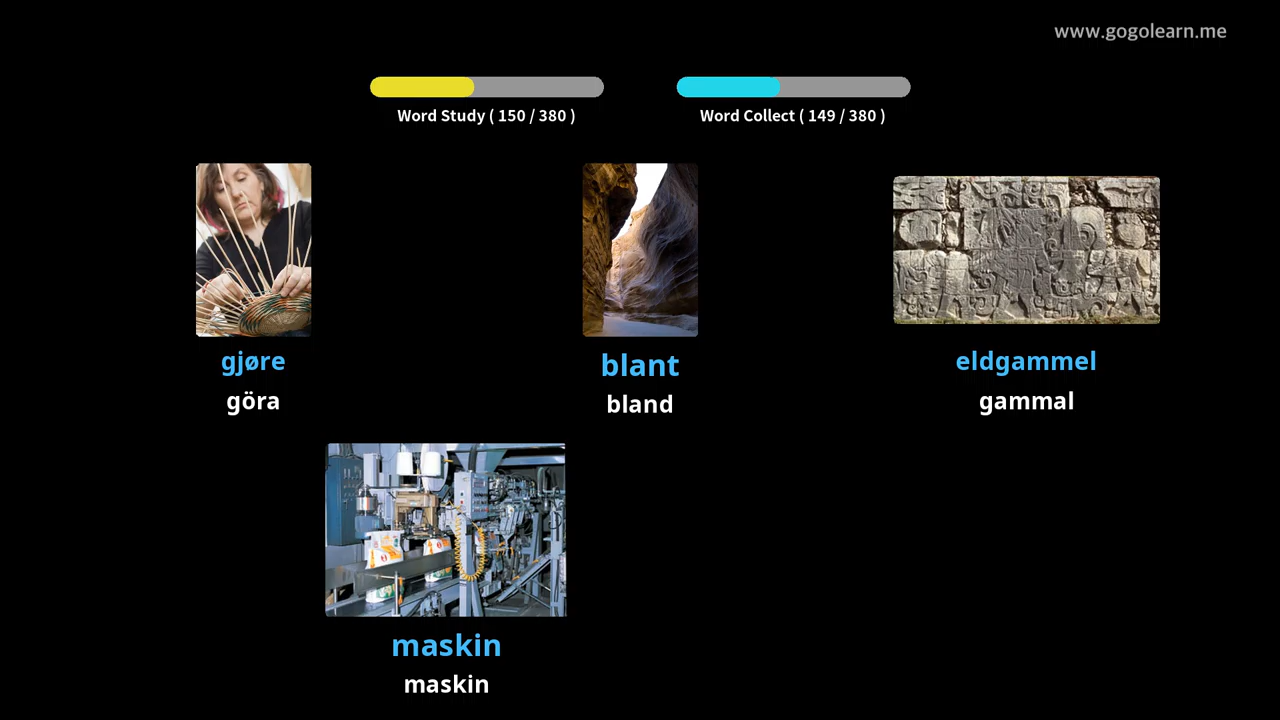 www.gogolearn.me
Word Study ( 150 / 380 )
Word Collect ( 149 / 380 )
gjøre
göra
blant
bland
eldgammel
gammal
maskin
maskin